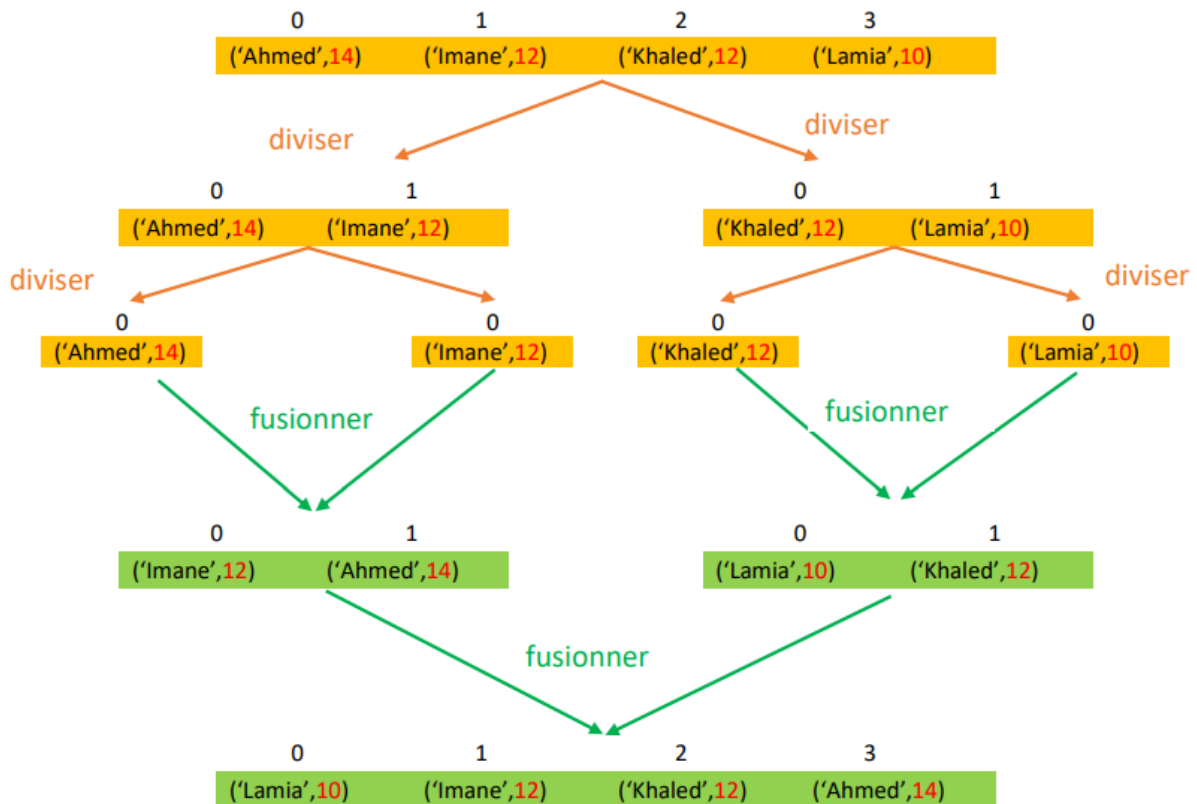 0 1 2 3
(‘Ahmed’,14) (‘Imane’,12) (‘Khaled’,12) (‘Lamia’,10)
diviser diviser
0 1 0 1
(‘Ahmed’,14) (‘Imane’,12) (‘Khaled’,12) (‘Lamia’,10)
diviser diviser
0 0 0 0
(‘Ahmed’,14) (‘Imane’,12) (‘Khaled’,12) (‘Lamia’,10)
fusionner fusionner
0 1 0 1
(‘Imane’,12) (‘Ahmed’,14) (‘Lamia’,10) (‘Khaled’,12)
fusionner
0 1 2 3
(‘Lamia’,10) (‘Imane’,12) (‘Khaled’,12) (‘Ahmed’,14)